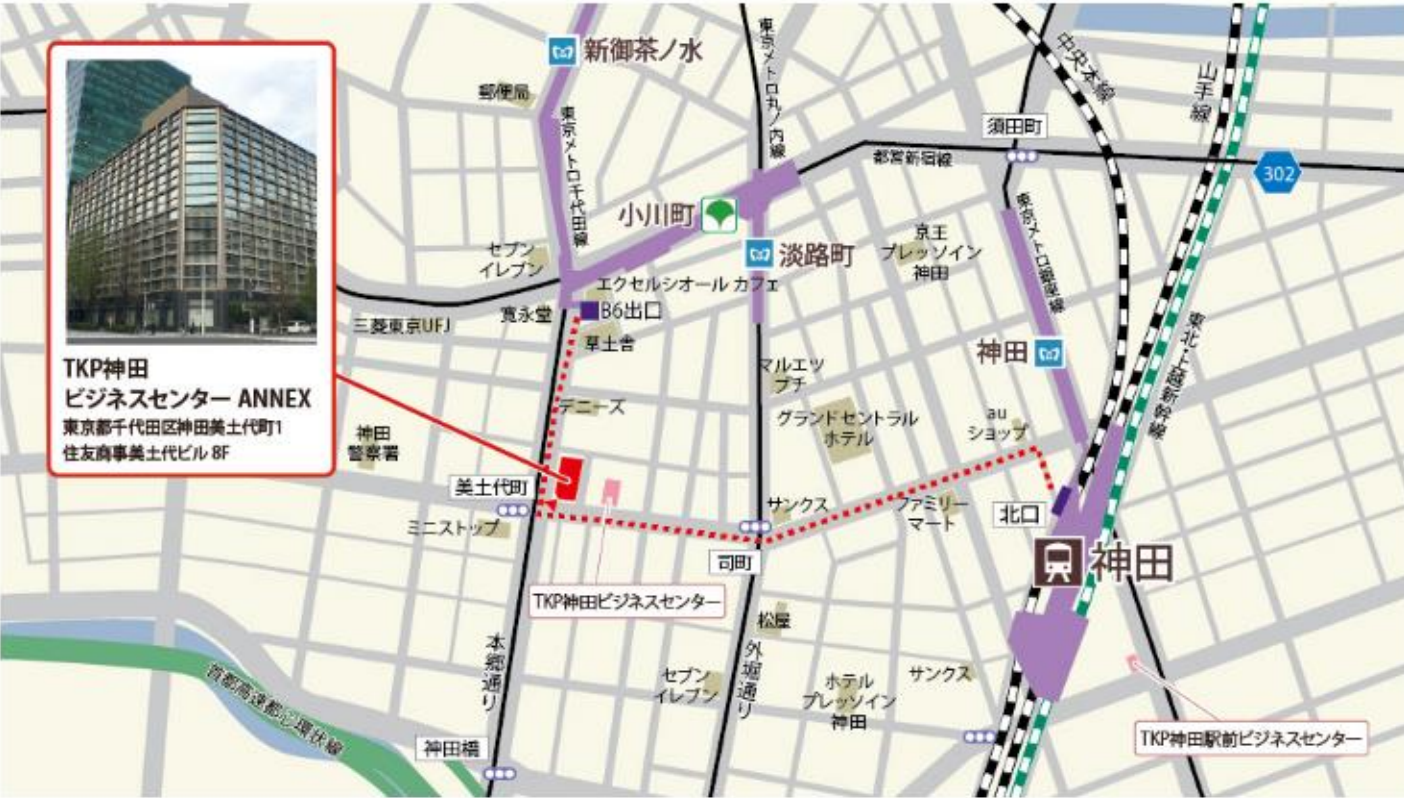 新御茶ノ水
郵便局
東京メトロ千代田線
東京メトロ丸ノ内線
中央本線
山手線
須田町
都営新宿線
302
小川町
淡路町
京王
プレッソイン
神田
東京メトロ銀座線
セブン
イレブン
エクセルシオール カフェ
寛永堂
B6出口
三菱東京UFJ
草土舎
神田
東北・上越新幹線
マルエツ
プチ
TKP神田
ビジネスセンター ANNEX
東京都千代田区神田美土代町1
住友商事美土代ビル 8F
デニーズ
グランドセントラル
ホテル
au
ショップ
神田
警察署
美土代町
サンクス
ファミリー
マート
北口
ミニストップ
司町
神田
TKP神田ビジネスセンター
松屋
本郷通り
外堀通り
セブン
イレブン
ホテル
プレッソイン
神田
サンクス
首都高速都心環状線
神田橋
TKP神田駅前ビジネスセンター